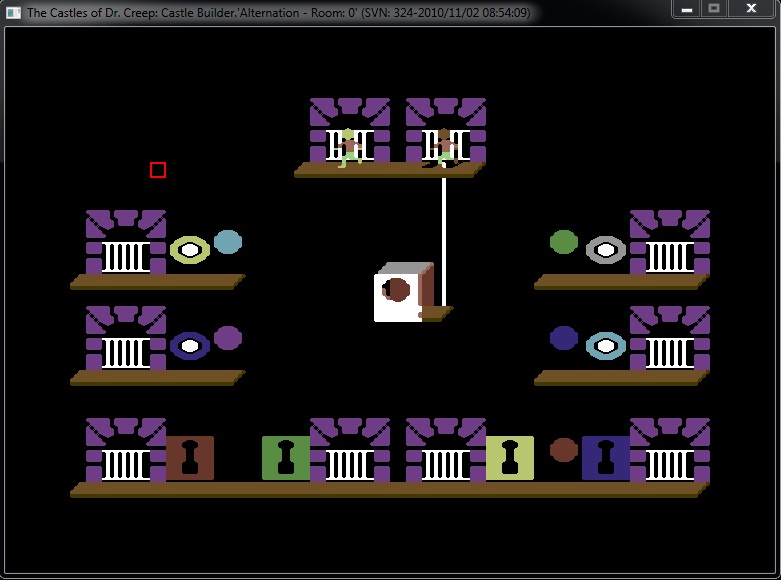 The Castles of Dr. Creep: Castle Builder.'Alternation - Room: 0' (SVN: 324-2010/11/02 08:54:09)